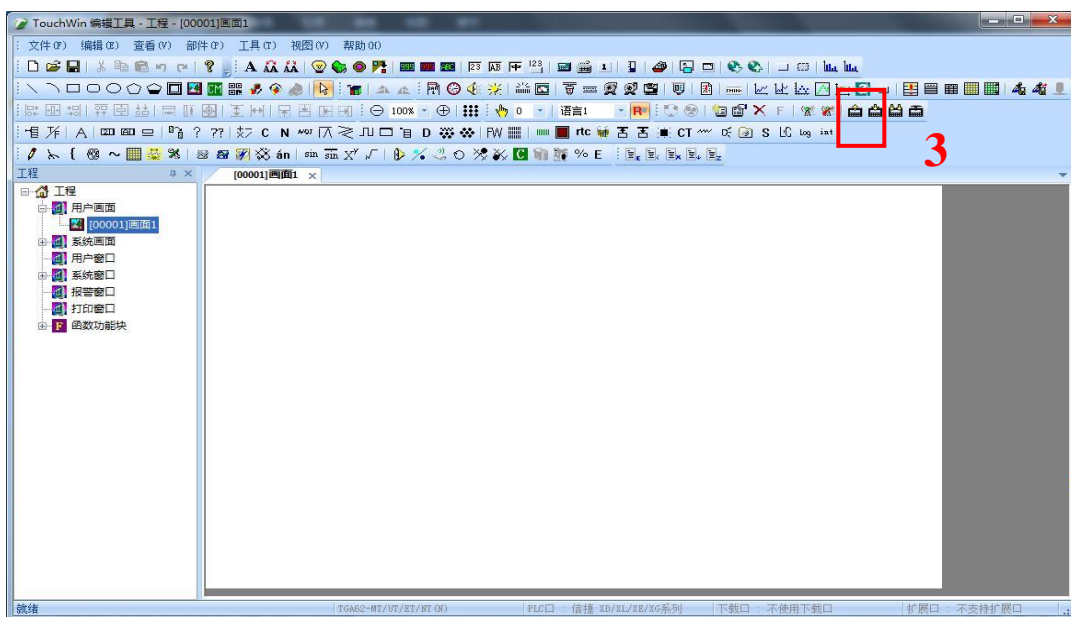 TouchWin 编辑工具 - 工程 - [00001]画面1
文件(F) 编辑(E) 查看(V) 部件(P) 工具(T) 视图(V) 帮助(H)
100% 0 语言1
rtc CT S log int
án sin sin % E
3
工程
[00001]画面1
工程
用户画面
[00001]画面1
系统画面
用户窗口
系统窗口
报警窗口
打印窗口
函数功能块
就绪 TGA62-MT/UT/ET/NT(N) PLC口 : 信捷 XD/XL/XE/XG系列 下载口 : 不使用下载口 扩展口 : 不支持扩展口